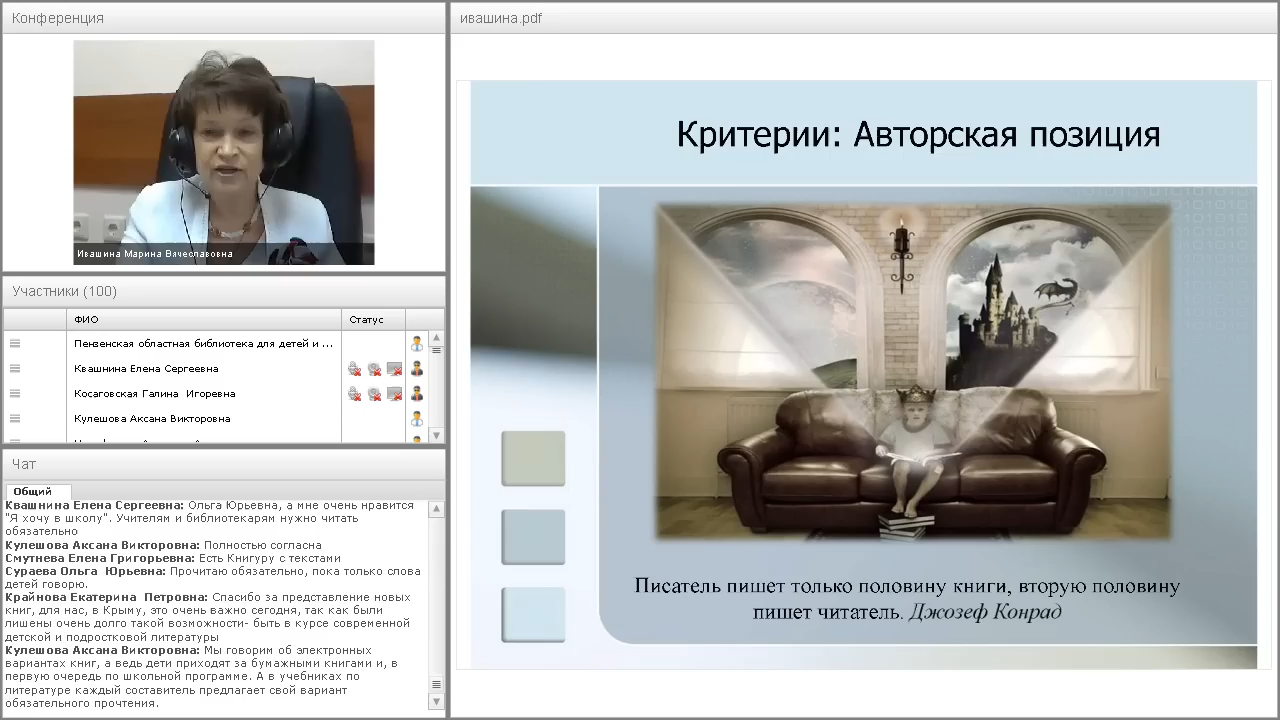 Конференция
Ивашина Марина Вячеславовна
Участники (100)
ФИО
Статус
Пензенская областная библиотека для детей и ...
Квашнина Елена Сергеевна
Косаговская Галина Игоревна
Кулешова Аксана Викторовна
Чат
Общий
Квашнина Елена Сергеевна: Ольга Юрьевна, а мне очень нравится
"Я хочу в школу". Учителям и библиотекарям нужно читать
обязательно
Кулешова Аксана Викторовна: Полностью согласна
Смутнева Елена Григорьевна: Есть Книгуру с текстами
Сураева Ольга Юрьевна: Прочитаю обязательно, пока только слова
детей говорю.
Крайнова Екатерина Петровна: Спасибо за представление новых
книг, для нас, в Крыму, это очень важно сегодня, так как были
лишены очень долго такой возможности- быть в курсе современной
детской и подростковой литературы
Кулешова Аксана Викторовна: Мы говорим об электронных
вариантах книг, а ведь дети приходят за бумажными книгами и, в
первую очередь по школьной программе. А в учебниках по
литературе каждый составитель предлагает свой вариант
обязательного прочтения.
ивашина.pdf
Критерии: Авторская позиция
Писатель пишет только половину книги, вторую половину
пишет читатель. Джозеф Конрад